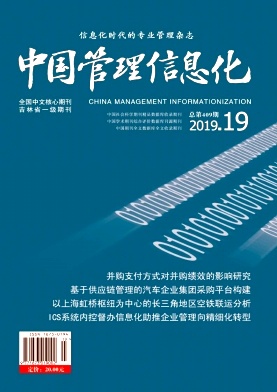 信息化时代的专业管理杂志
中国管理信息化
全国中文核心期刊
吉林省一级期刊
CHINA MANAGEMENT INFORMATIONIZATION
总第409期
2019.19
并购支付方式对并购绩效的影响研究
基于供应链管理的汽车企业集团采购平台构建
以上海虹桥枢纽为中心的长三角地区空铁联运分析
ICS系统内控督办信息化助推企业管理向精细化转型
定价：20.00元